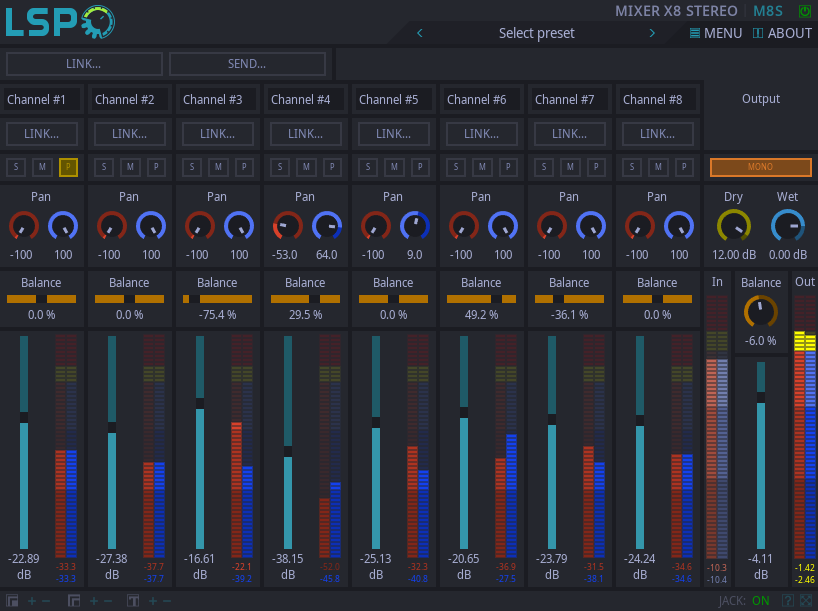 LSP
MIXER X8 STEREO M8S
Select preset
MENU ABOUT
LINK... SEND...
Channel #1 Channel #2 Channel #3 Channel #4 Channel #5 Channel #6 Channel #7 Channel #8 Output
LINK... LINK... LINK... LINK... LINK... LINK... LINK... LINK...
S M P S M P S M P S M P S M P S M P S M P S M P MONO
Pan Pan Pan Pan Pan Pan Pan Pan Dry Wet
-100 100 -100 100 -100 100 -53.0 64.0 -100 9.0 -100 100 -100 100 -100 100 12.00 dB 0.00 dB
Balance Balance Balance Balance Balance Balance Balance Balance In Balance Out
0.0 % 0.0 % -75.4 % 29.5 % 0.0 % 49.2 % -36.1 % 0.0 %
-6.0 %
-22.89 -27.38 -16.61 -38.15 -25.13 -20.65 -23.79 -24.24 -4.11
-33.3 -37.7 -22.1 -52.0 -32.3 -36.9 -31.5 -34.6 -10.3 -1.42
dB dB dB dB dB dB dB dB dB
-33.3 -37.7 -39.2 -45.8 -40.8 -27.5 -38.1 -34.6 -10.4 -2.46
T JACK: ON ?